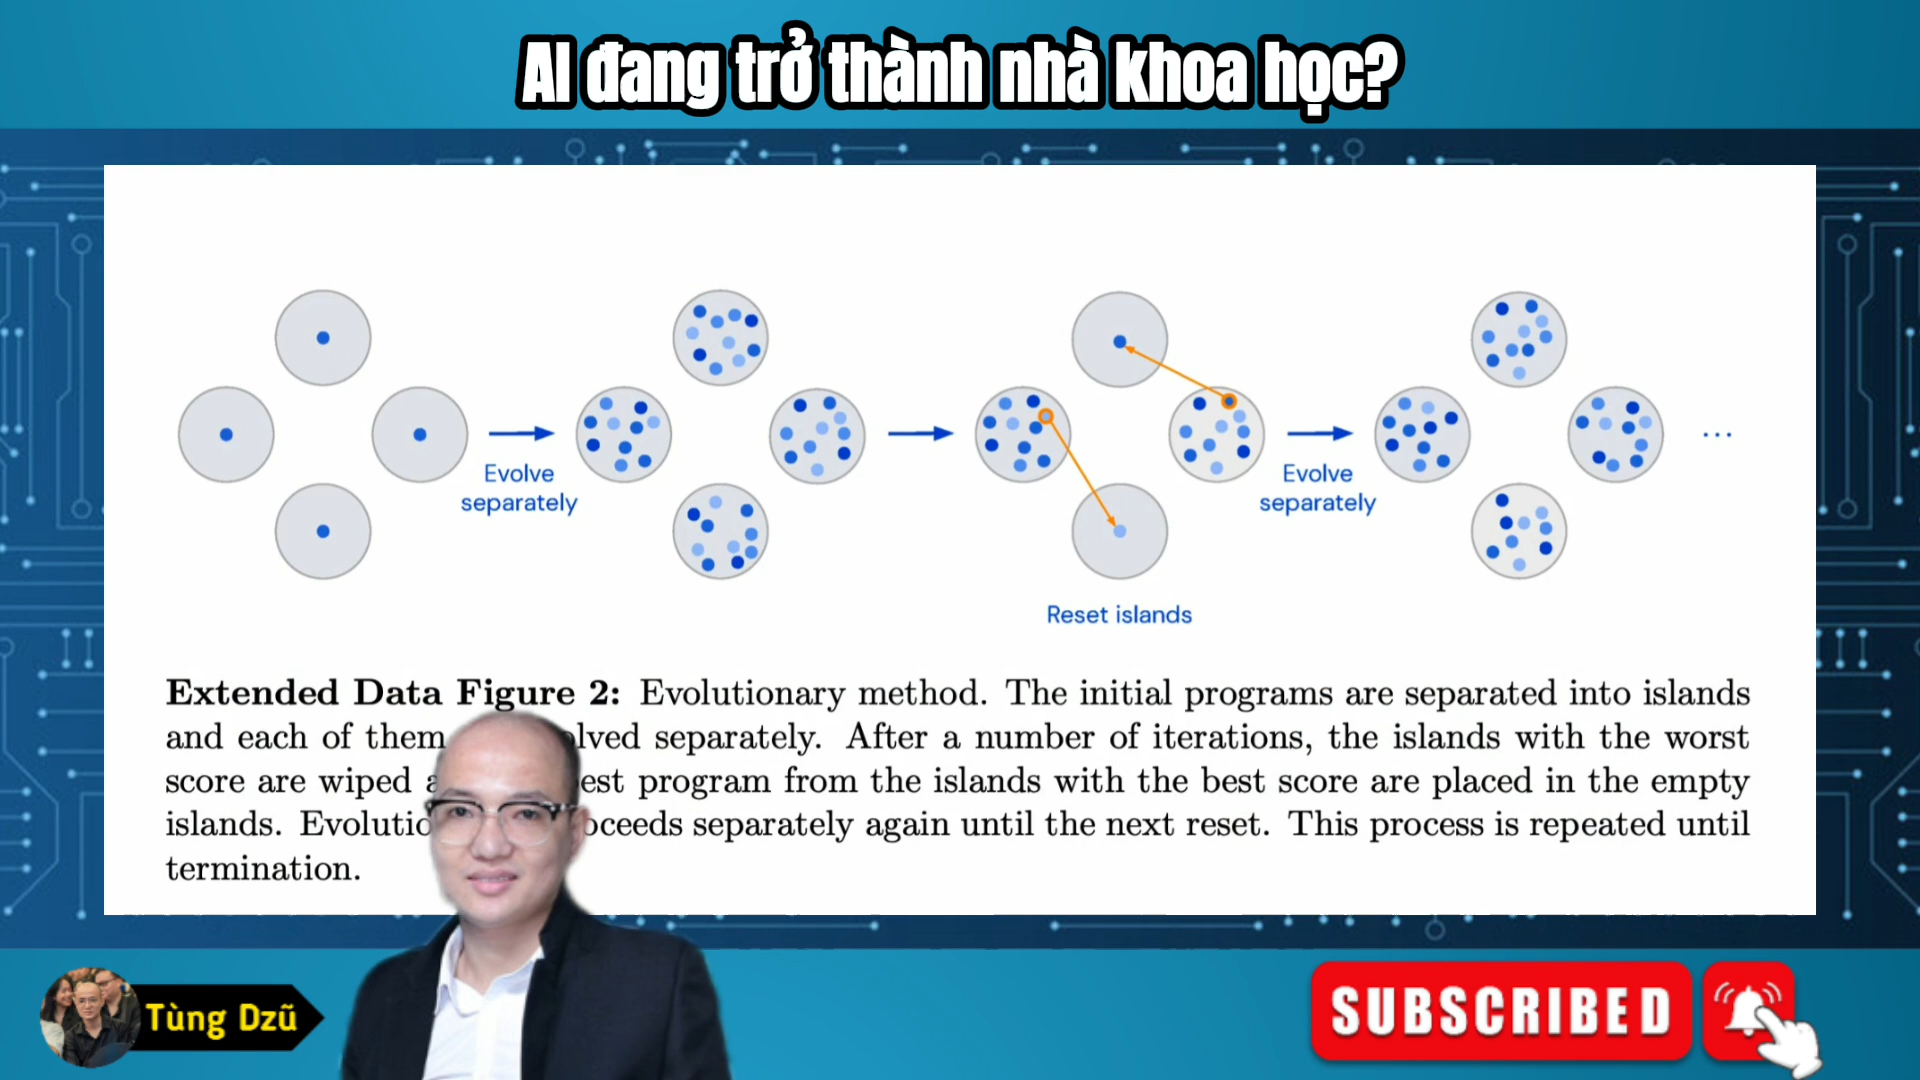 AI đang trở thành nhà khoa học?
Evolve
separately
Evolve
separately
...
Reset islands
Extended Data Figure 2: Evolutionary method. The initial programs are separated into islands
and each of them separately. After a number of iterations, the islands with the worst
score are wiped program from the islands with the best score are placed in the empty
islands. separately again until the next reset. This process is repeated until
termination.
Tùng Dzũ
SUBSCRIBED